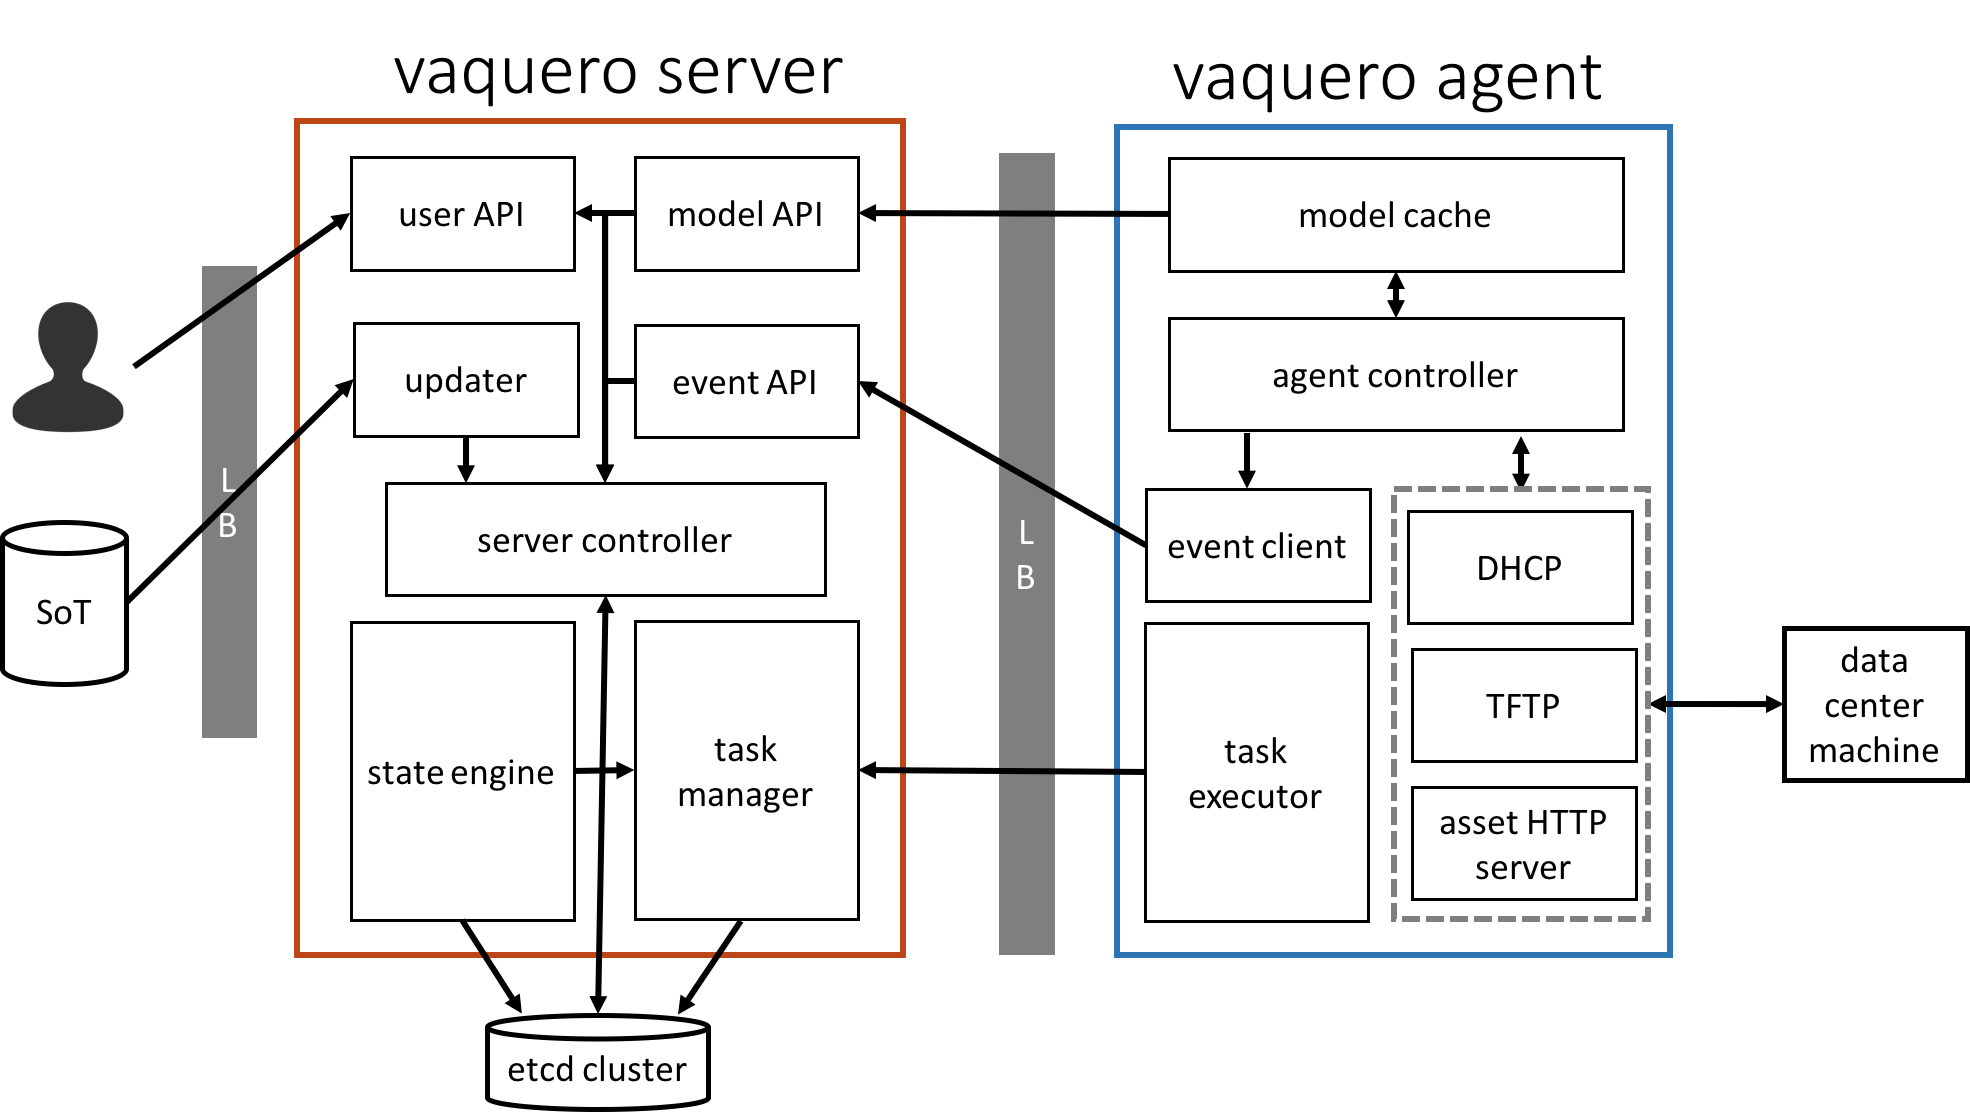 vaquero server
vaquero agent
user API
model API
model cache
updater
event API
agent controller
L
B
server controller
L
B
event client
DHCP
SoT
state engine
task
manager
task
executor
TFTP
asset HTTP
server
data
center
machine
etcd cluster